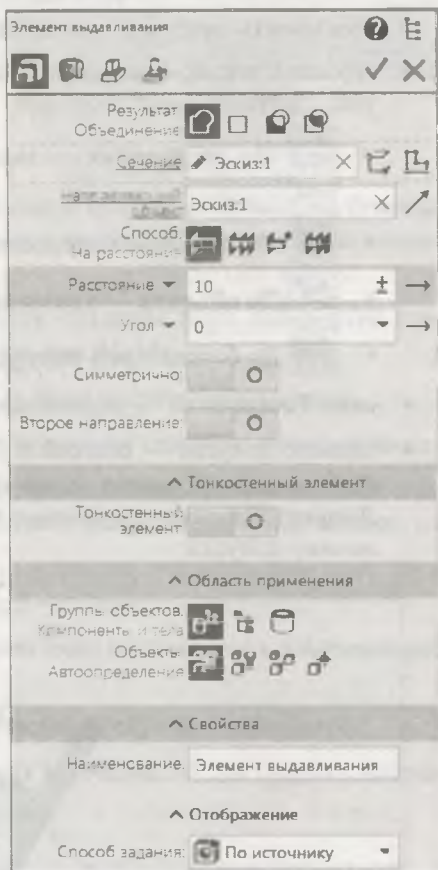 Элемент выдавливания
Результат:
Объединение
Сечение
Эскиз:1
Эскиз:1
Способ:
На расстояние
Расстояние 10
Угол 0
Симметрично:
Второе направление:
Тонкостенный элемент
Тонкостенный
элемент:
Область применения
Группы объектов:
Компоненты и тела
Объекты:
Автоопределение
Свойства
Наименование: Элемент выдавливания
Отображение
Способ задания: По источнику